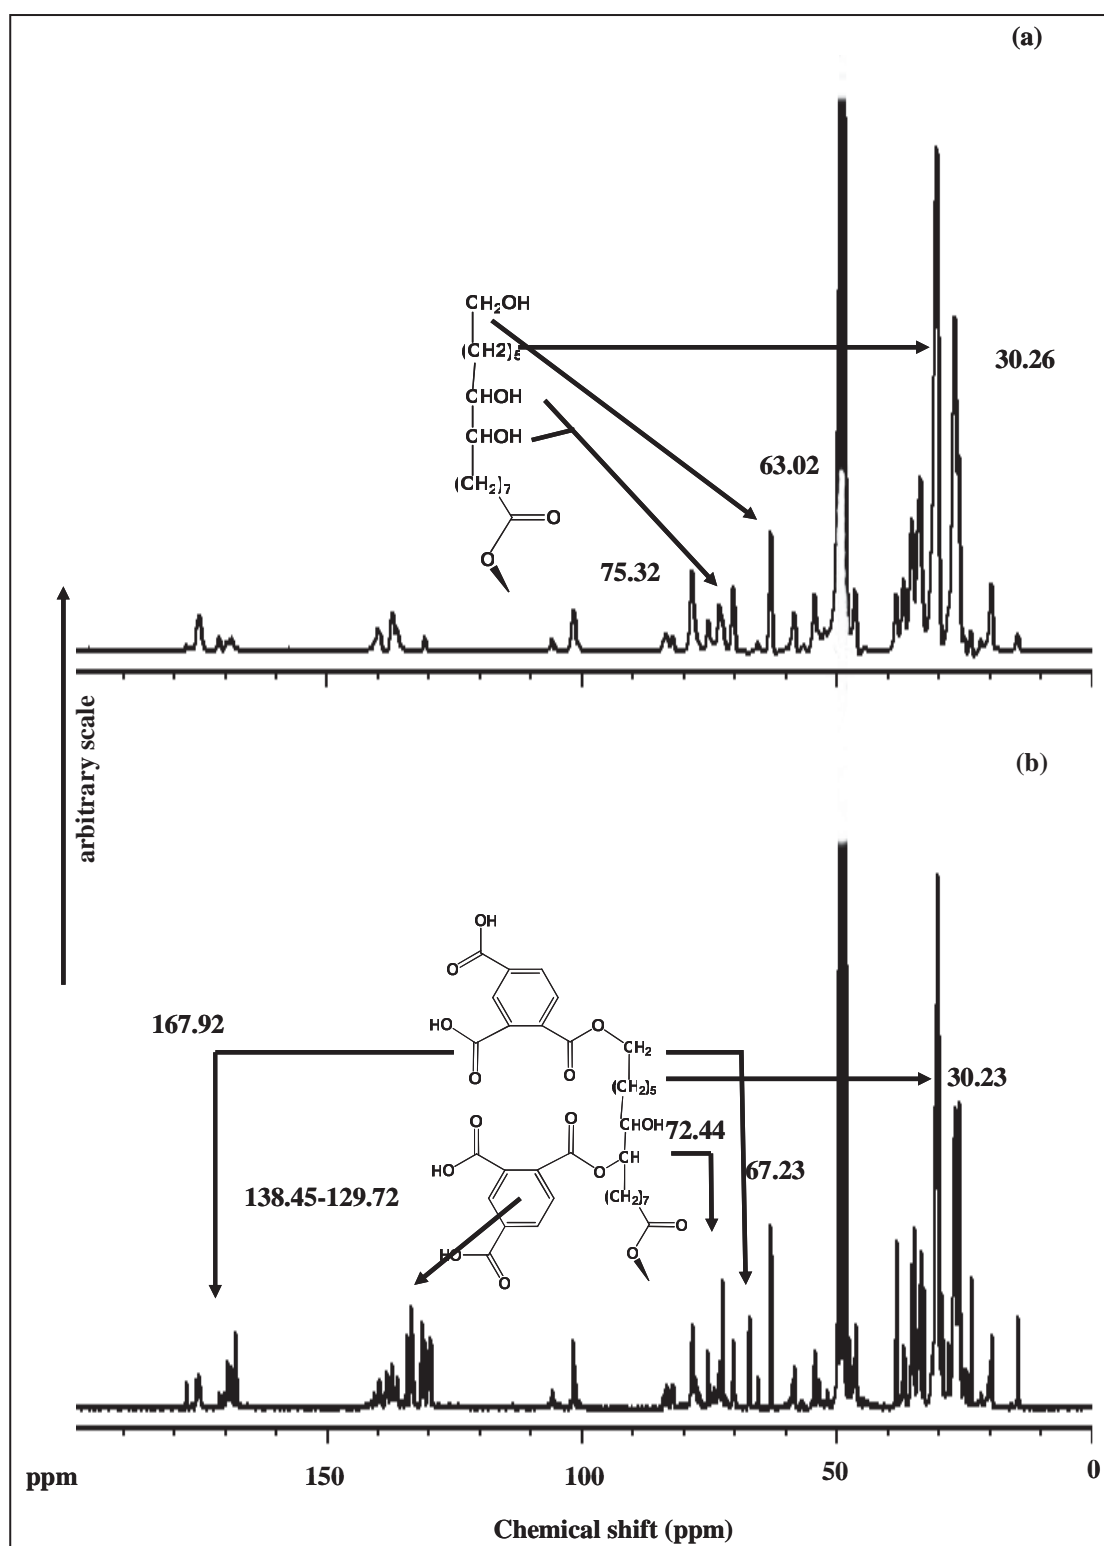 (a)
CH2OH
(CH2)5
30.26
CHOH
CHOH
63.02
(CH2)7
O
O
75.32
arbitrary scale
(b)
OH
O
167.92
HO
O
CH2
O
O
(CH2)5
30.23
O
O
CHOH
72.44
HO
O
CH
67.23
138.45-129.72
(CH2)7
O
HO
O
O
ppm
150
100
50
0
Chemical shift (ppm)